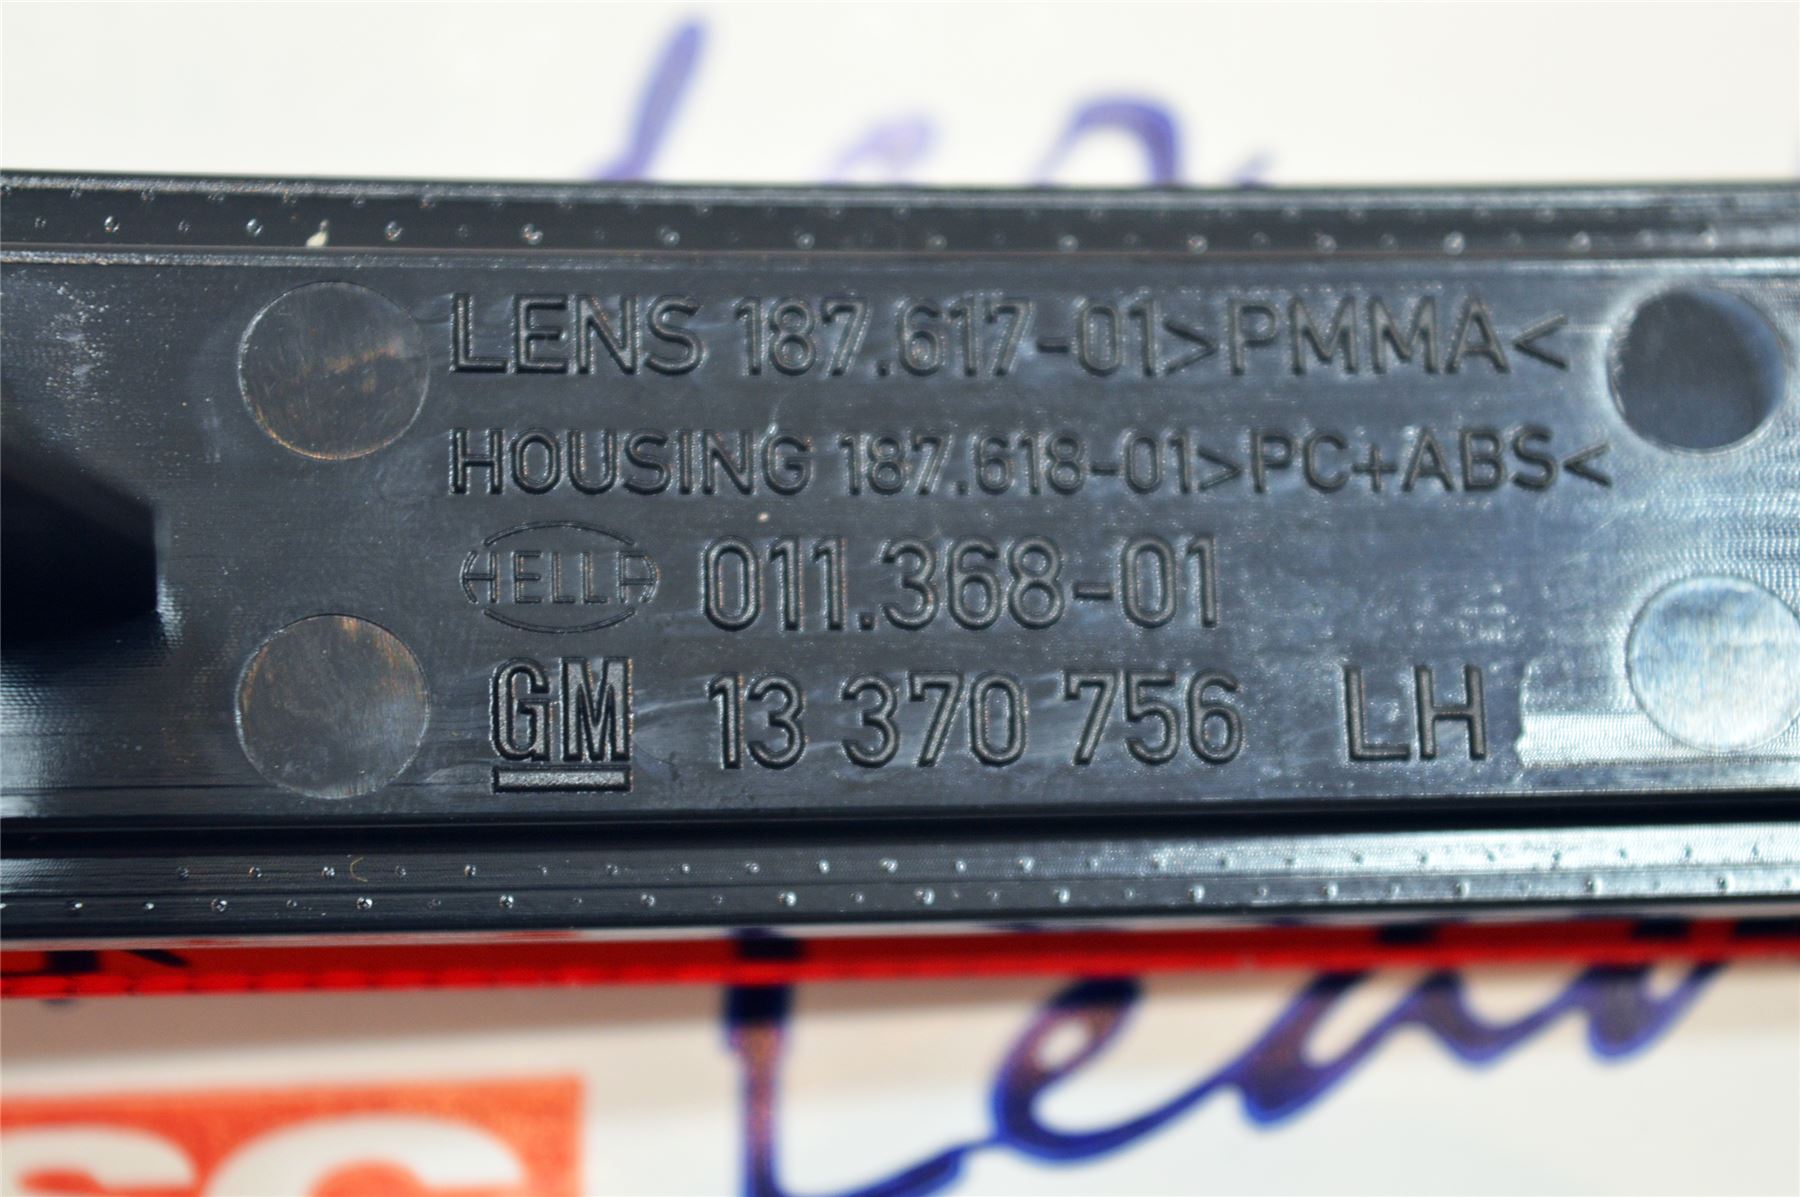 LENS 187.617-01>PMMA<
HOUSING 187.618-01>PC+ABS<
HELLA 011.368-01
GM 13 370 756 LH